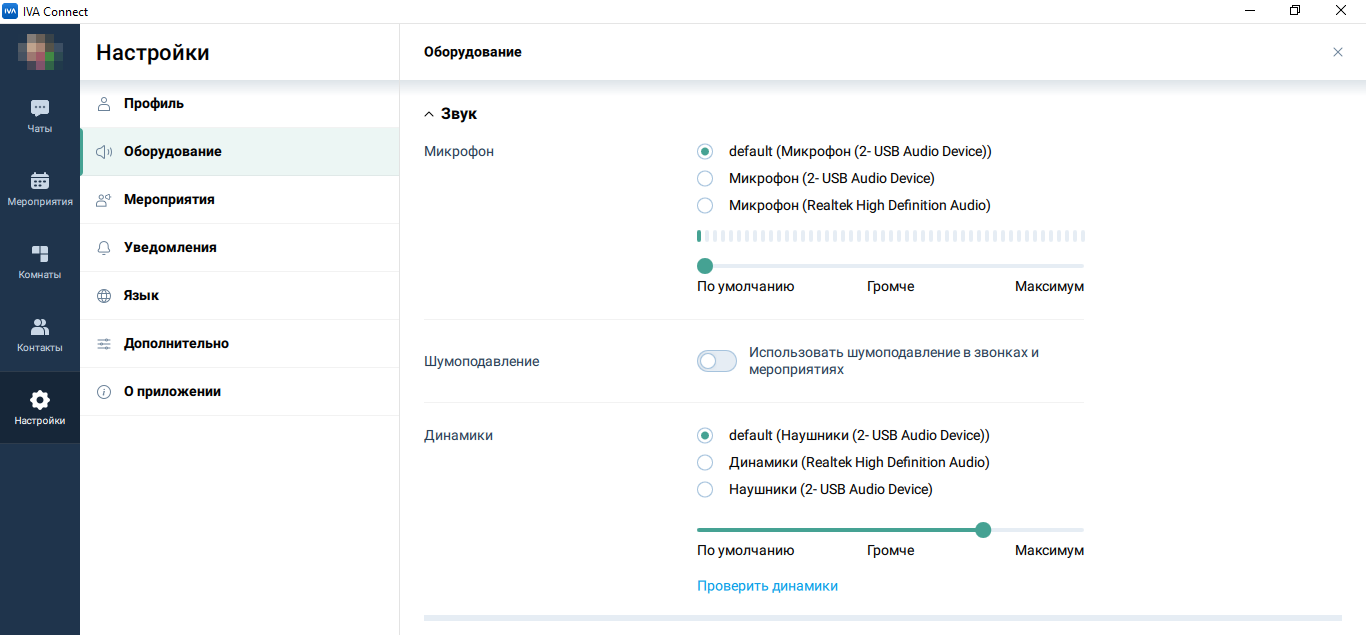 IVA IVA Connect
Чаты
Мероприятия
Комнаты
Контакты
Настройки
Настройки
Профиль
Оборудование
Мероприятия
Уведомления
Язык
Дополнительно
О приложении
Оборудование
Звук
Микрофон
default (Микрофон (2- USB Audio Device))
Микрофон (2- USB Audio Device)
Микрофон (Realtek High Definition Audio)
По умолчанию Громче Максимум
Шумоподавление
Использовать шумоподавление в звонках и
мероприятиях
Динамики
default (Наушники (2- USB Audio Device))
Динамики (Realtek High Definition Audio)
Наушники (2- USB Audio Device)
По умолчанию Громче Максимум
Проверить динамики